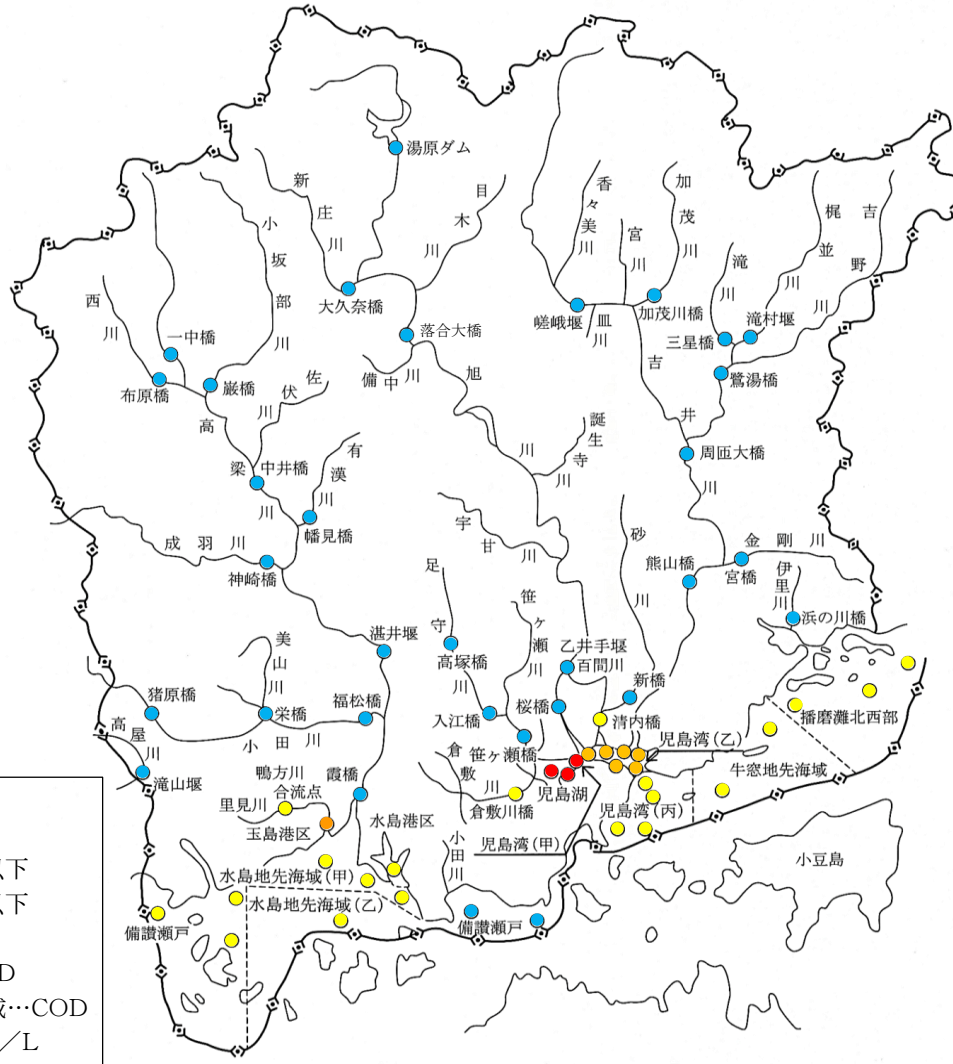 湯原ダム
新庄川
目木川
小坂部川
西川
大久奈橋
落合大橋
備中川
一中橋
布原橋
巌橋
佐伏川
高梁川
中井橋
有漢川
幡見橋
成羽川
神崎橋
旭川
誕生寺川
宇甘川
香々美川
宮川
加茂川
嵯峨堰
皿川
加茂川橋
吉井川
滝川
梶並川
吉野川
三星橋
滝村堰
鷺湯橋
周匝大橋
砂川
熊山橋
金剛川
宮橋
伊里川
浜の川橋
足守川
高塚橋
笹ヶ瀬川
乙井手堰
百間川
新橋
桜橋
清内橋
入江橋
笹ヶ瀬橋
倉敷川
倉敷川橋
児島湖
児島湾(乙)
児島湾(丙)
児島湾(甲)
牛窓地先海域
播磨灘北西部
小豆島
湛井堰
美山川
猪原橋
栄橋
福松橋
小田川
高屋川
滝山堰
鴨方川
合流点
里見川
霞橋
玉島港区
水島港区
小田川
水島地先海域(甲)
水島地先海域(乙)
備讃瀬戸
備讃瀬戸
下
下
D
…COD
/L